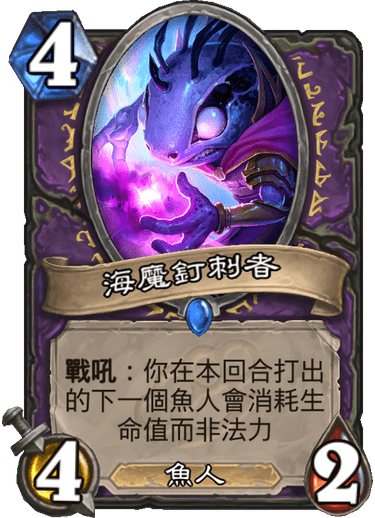 4
海魔釘刺者
戰吼：你在本回合打出
的下一個魚人會消耗生
命值而非法力
魚人
4
2